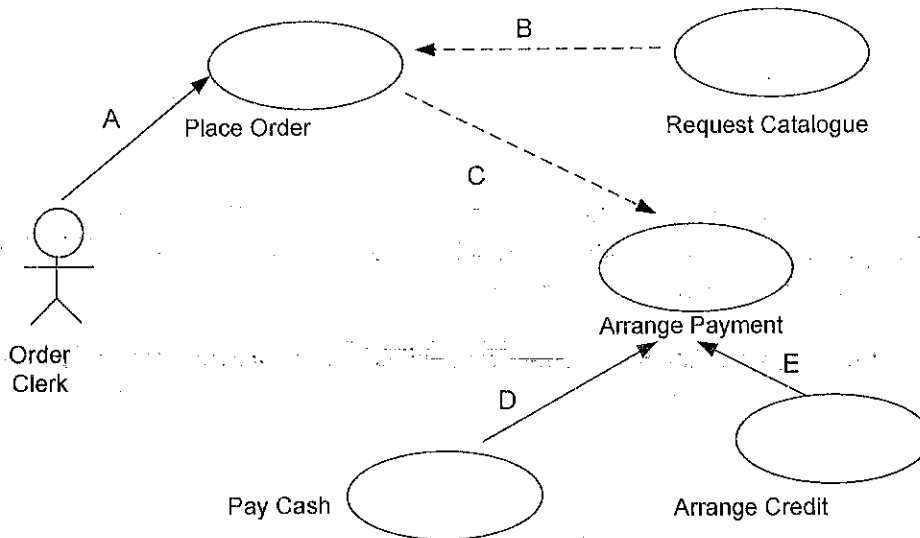 B
A
Place Order
Request Catalogue
C
Arrange Payment
Order
Clerk
E
D
Pay Cash
Arrange Credit